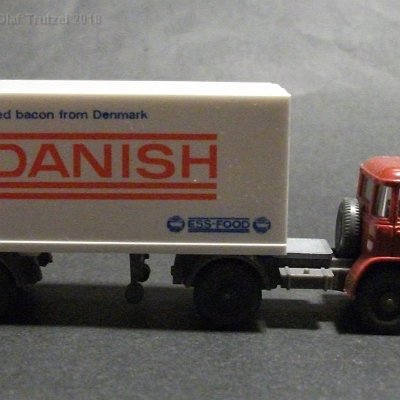 Olaf Trutzel 2018
ed bacon from Denmark
DANISH
ESS-FOOD